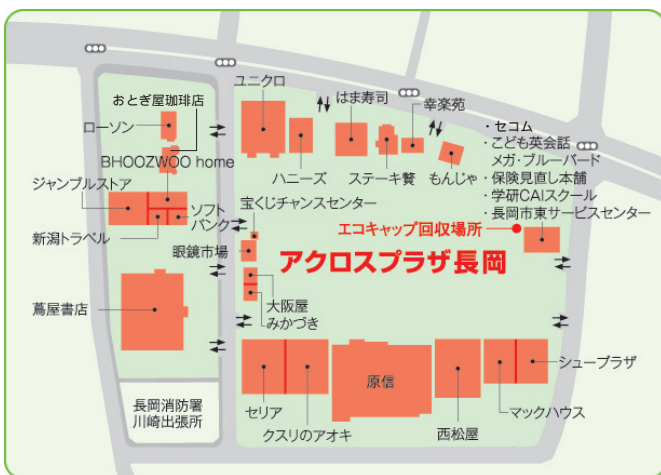 ユニクロ
はま寿司
幸楽苑
おとぎ屋珈琲店
ローソン
BHOOZWOO home
ハニーズ
ステーキ贅
もんじゃ
・セコム
・こども英会話
メガ・ブルーバード
・保険見直し本舗
・学研CAIスクール
・長岡市東サービスセンター
ジャンブルストア
ソフト
バンク
新潟トラベル
宝くじチャンスセンター
眼鏡市場
エコキャップ回収場所
アクロスプラザ長岡
大阪屋
みかづき
蔦屋書店
長岡消防署
川崎出張所
セリア
クスリのアオキ
原信
西松屋
マックハウス
シュープラザ